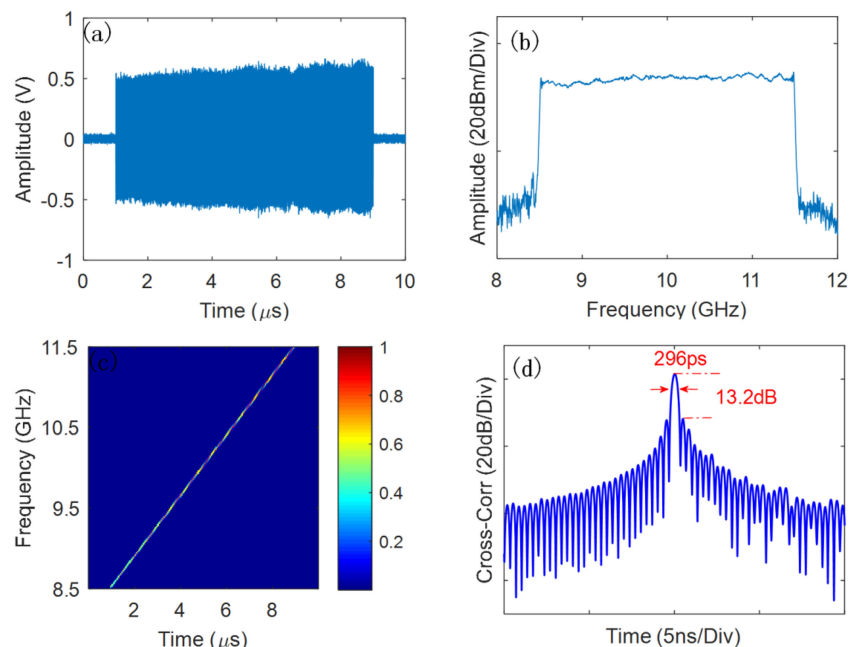 (a)
1
0.5
0
-0.5
-1
Amplitude (V)
0 2 4 6 8 10
Time (μs)
(b)
Amplitude (20dBm/Div)
8 9 10 11 12
Frequency (GHz)
(c)
11.5
10.5
9.5
8.5
Frequency (GHz)
2 4 6 8
Time (μs)
1
0.8
0.6
0.4
0.2
(d)
296ps
13.2dB
Cross-Corr (20dB/Div)
Time (5ns/Div)